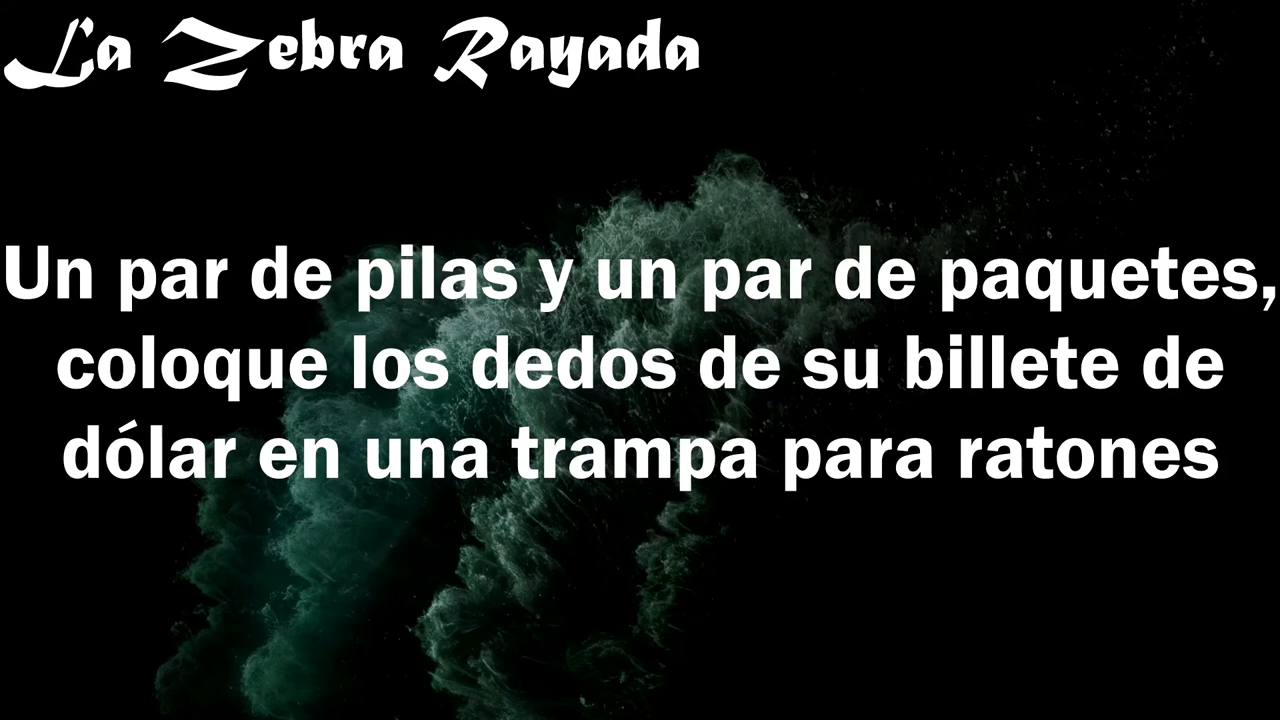 La Zebra Rayada
Un par de pilas y un par de paquetes,
coloque los dedos de su billete de
dólar en una trampa para ratones